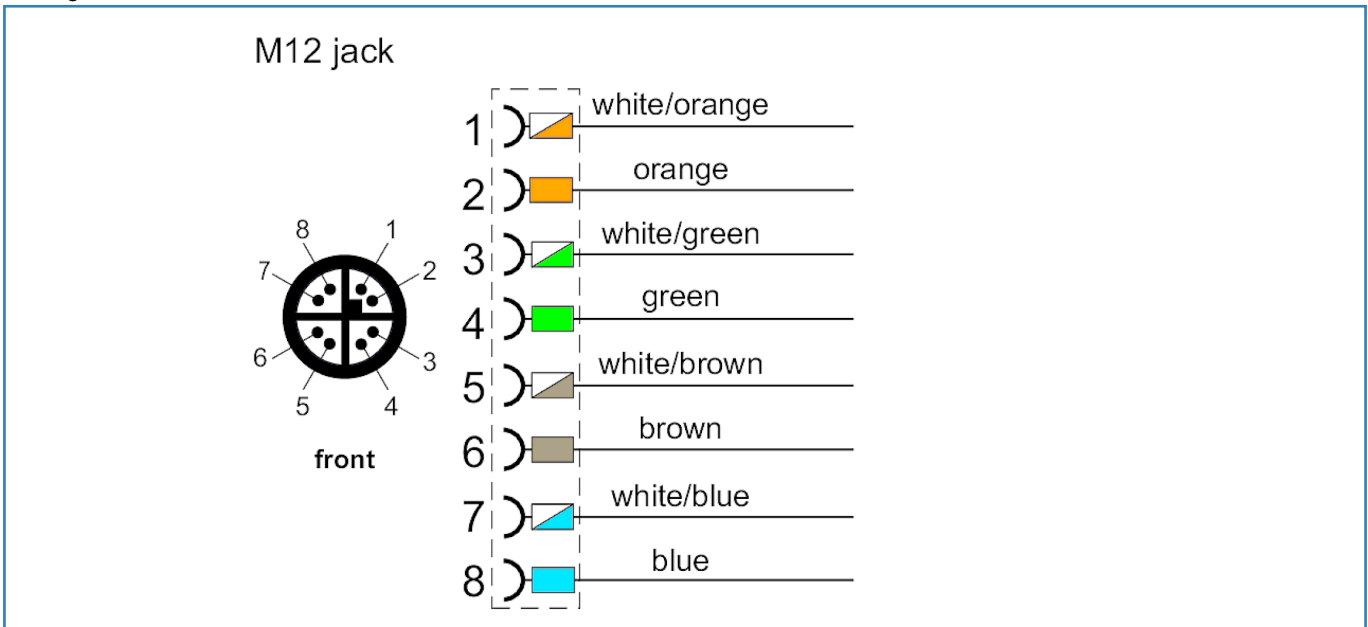 M12 jack
8 1
7 2
6 3
5 4
front
1 white/orange
2 orange
3 white/green
4 green
5 white/brown
6 brown
7 white/blue
8 blue